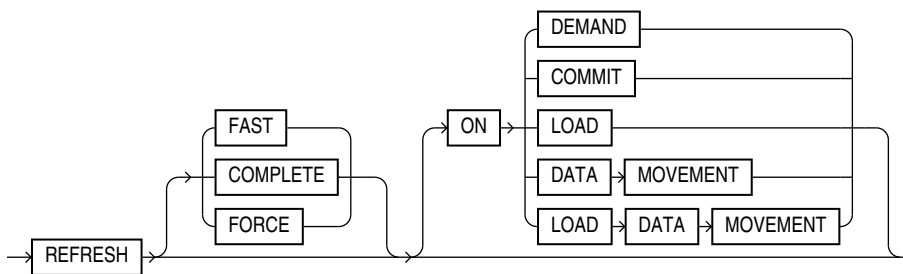 DEMAND
COMMIT
FAST ON LOAD
COMPLETE DATA MOVEMENT
FORCE LOAD DATA MOVEMENT
REFRESH